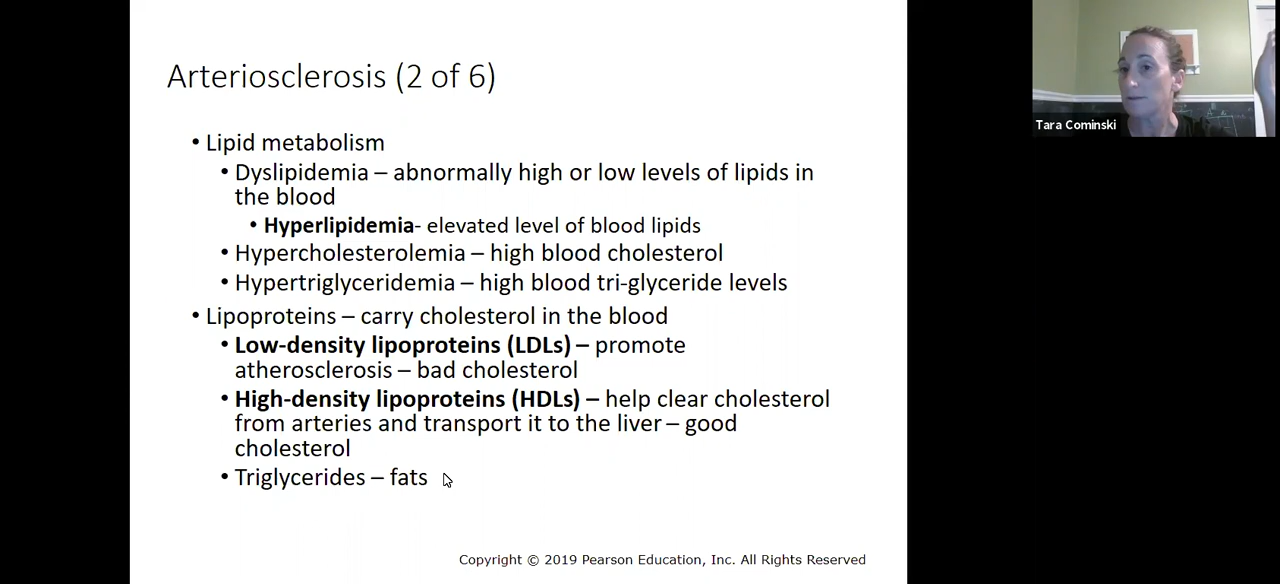 Arteriosclerosis (2 of 6)
• Lipid metabolism
• Dyslipidemia – abnormally high or low levels of lipids in
the blood
• Hyperlipidemia- elevated level of blood lipids
• Hypercholesterolemia – high blood cholesterol
• Hypertriglyceridemia – high blood tri-glyceride levels
• Lipoproteins – carry cholesterol in the blood
• Low-density lipoproteins (LDLs) – promote
atherosclerosis – bad cholesterol
• High-density lipoproteins (HDLs) – help clear cholesterol
from arteries and transport it to the liver – good
cholesterol
• Triglycerides – fats
Copyright © 2019 Pearson Education, Inc. All Rights Reserved
Tara Cominski